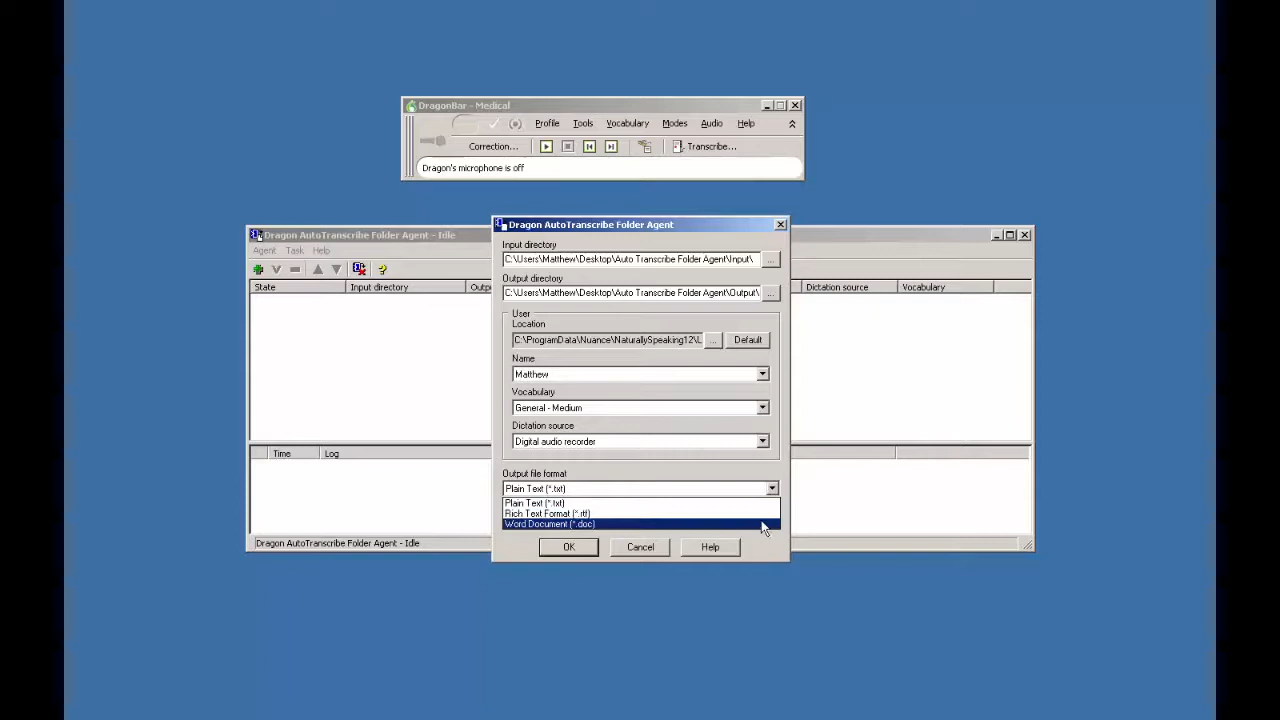 DragonBar - Medical
Profile Tools Vocabulary Modes Audio Help
Correction... Transcribe...
Dragon's microphone is off
Dragon AutoTranscribe Folder Agent - Idle
Agent Task Help
State Input directory Outpu Dictation source Vocabulary
Time Log
Dragon AutoTranscribe Folder Agent - Idle
Dragon AutoTranscribe Folder Agent
Input directory
C:\Users\Matthew\Desktop\Auto Transcribe Folder Agent\Input\
...
Output directory
C:\Users\Matthew\Desktop\Auto Transcribe Folder Agent\Output\
...
User
Location
C:\ProgramData\Nuance\NaturallySpeaking12\L
... Default
Name
Matthew
Vocabulary
General - Medium
Dictation source
Digital audio recorder
Output file format
Plain Text (*.txt)
Plain Text (*.txt)
Rich Text Format (*.rtf)
Word Document (*.doc)
OK Cancel Help